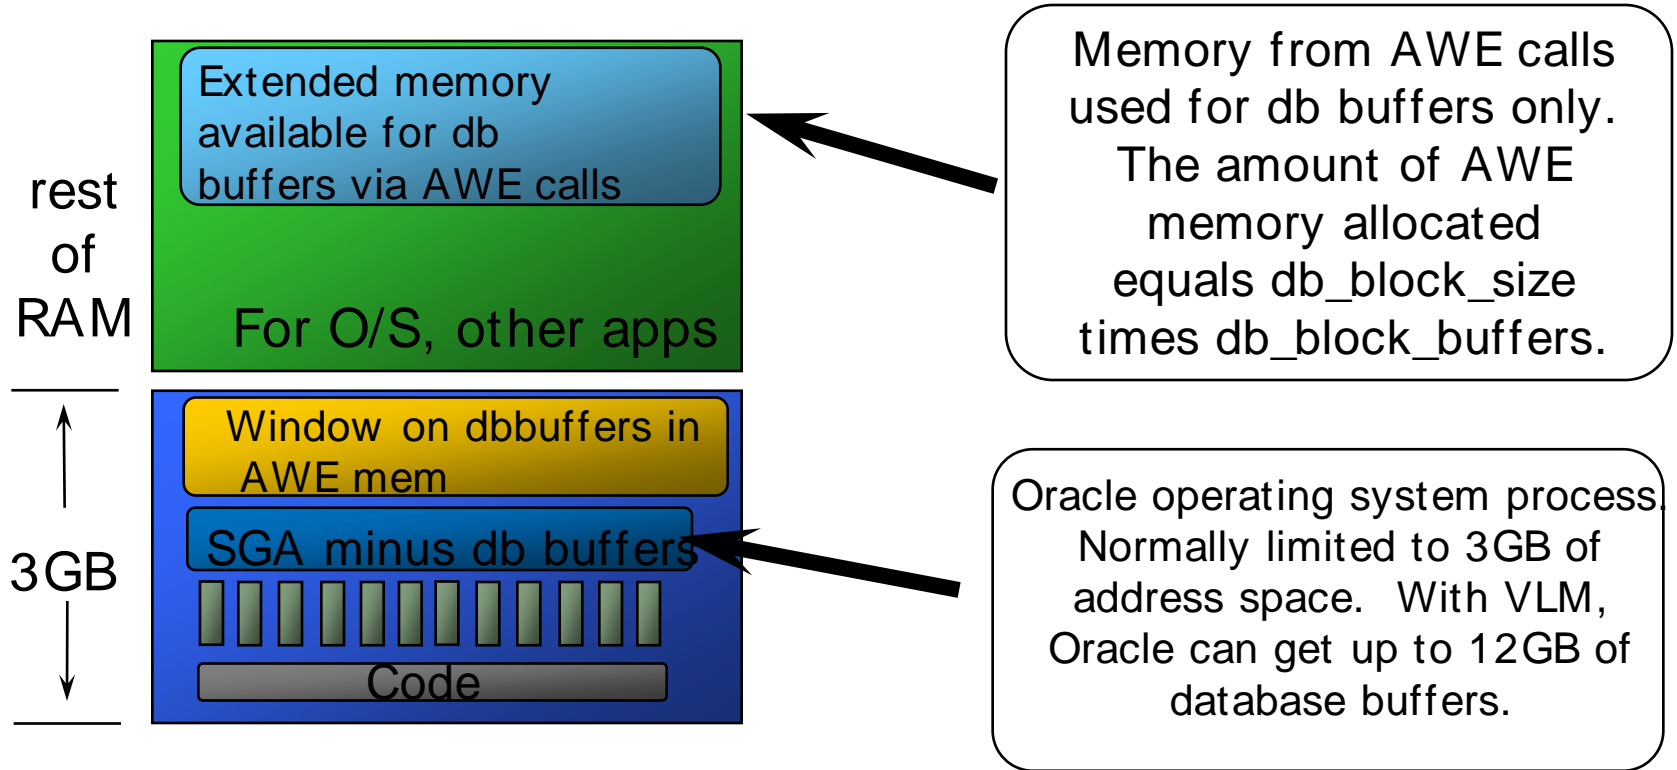 Extended memory
available for db
buffers via AWE calls
rest
of
RAM
For O/S, other apps
Memory from AWE calls
used for db buffers only.
The amount of AWE
memory allocated
equals db_block_size
times db_block_buffers.
Window on dbbuffers in
AWE mem
SGA minus db buffers
3GB
Code
Oracle operating system process.
Normally limited to 3GB of
address space. With VLM,
Oracle can get up to 12GB of
database buffers.